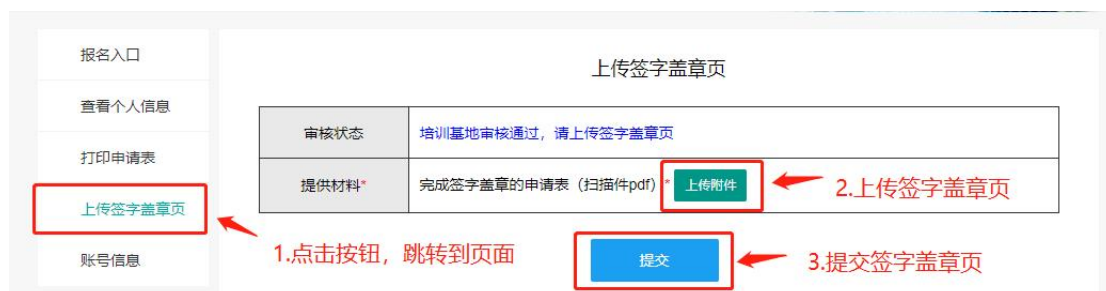 报名入口
查看个人信息
打印申请表
上传签字盖章页
账号信息
上传签字盖章页
审核状态
培训基地审核通过，请上传签字盖章页
提供材料*
完成签字盖章的申请表（扫描件pdf）*
上传附件
2.上传签字盖章页
1.点击按钮，跳转到页面
提交
3.提交签字盖章页